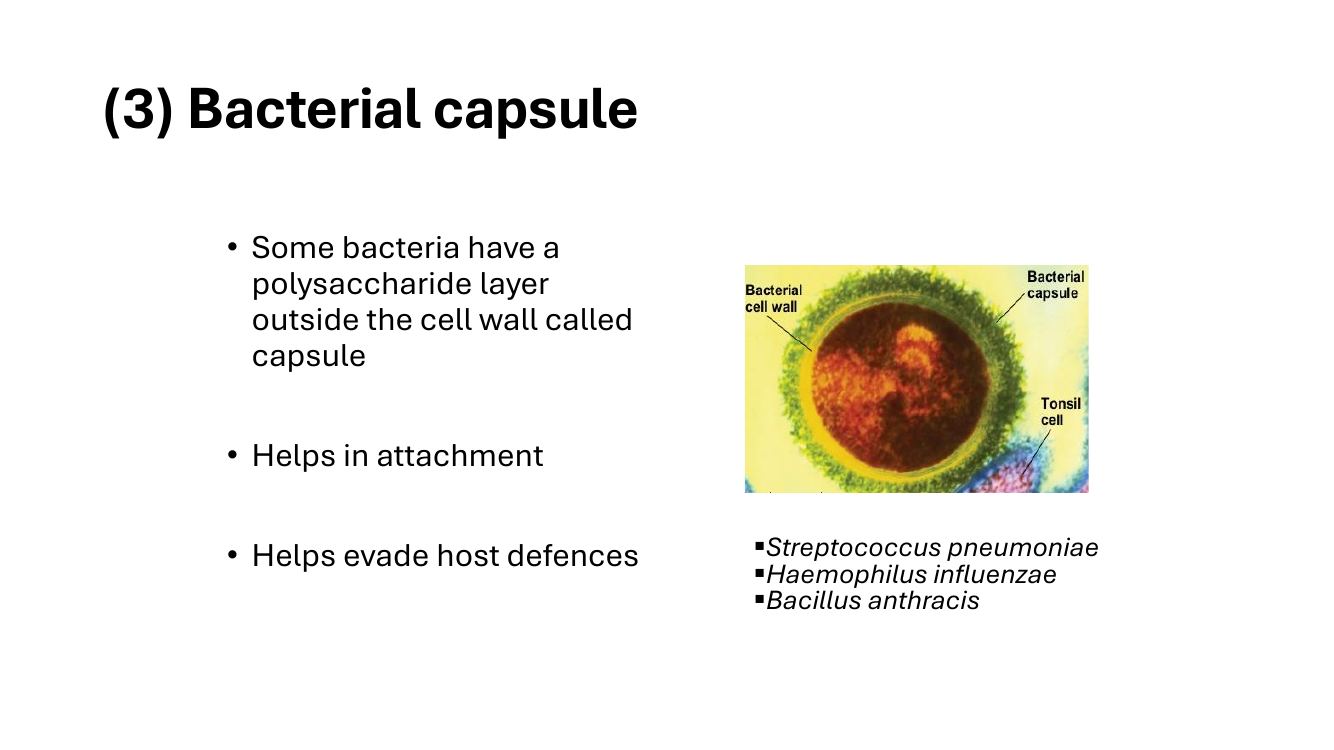 (3) Bacterial capsule
• Some bacteria have a
polysaccharide layer
outside the cell wall called
capsule
• Helps in attachment
• Helps evade host defences
Bacterial
cell wall
Bacterial
capsule
Tonsil
cell
▪Streptococcus pneumoniae
▪Haemophilus influenzae
▪Bacillus anthracis